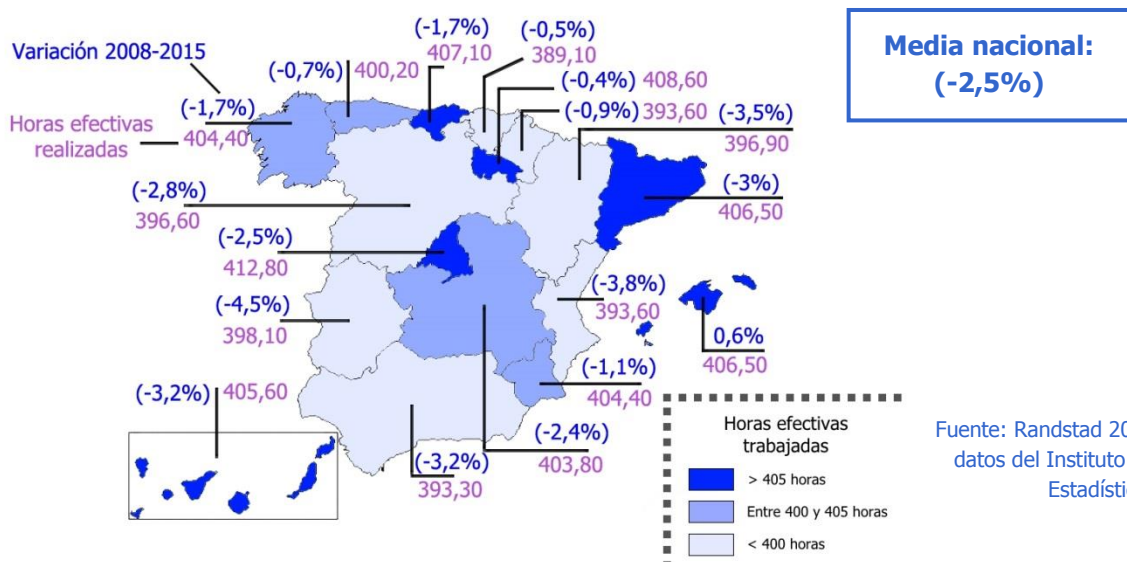 Variación 2008-2015
Horas efectivas
realizadas
(-1,7%)
404,40
(-0,7%)
400,20
(-1,7%)
407,10
(-0,5%)
389,10
(-0,4%) 408,60
(-0,9%) 393,60
(-3,5%)
396,90
(-3%)
406,50
(-2,8%)
396,60
(-2,5%)
412,80
(-4,5%)
398,10
(-3,8%)
393,60
0,6%
406,50
(-1,1%)
404,40
(-3,2%)
405,60
(-3,2%)
393,30
(-2,4%)
403,80
Media nacional:
(-2,5%)
Horas efectivas
trabajadas
> 405 horas
Entre 400 y 405 horas
< 400 horas
Fuente: Randstad 20
datos del Instituto
Estadísti